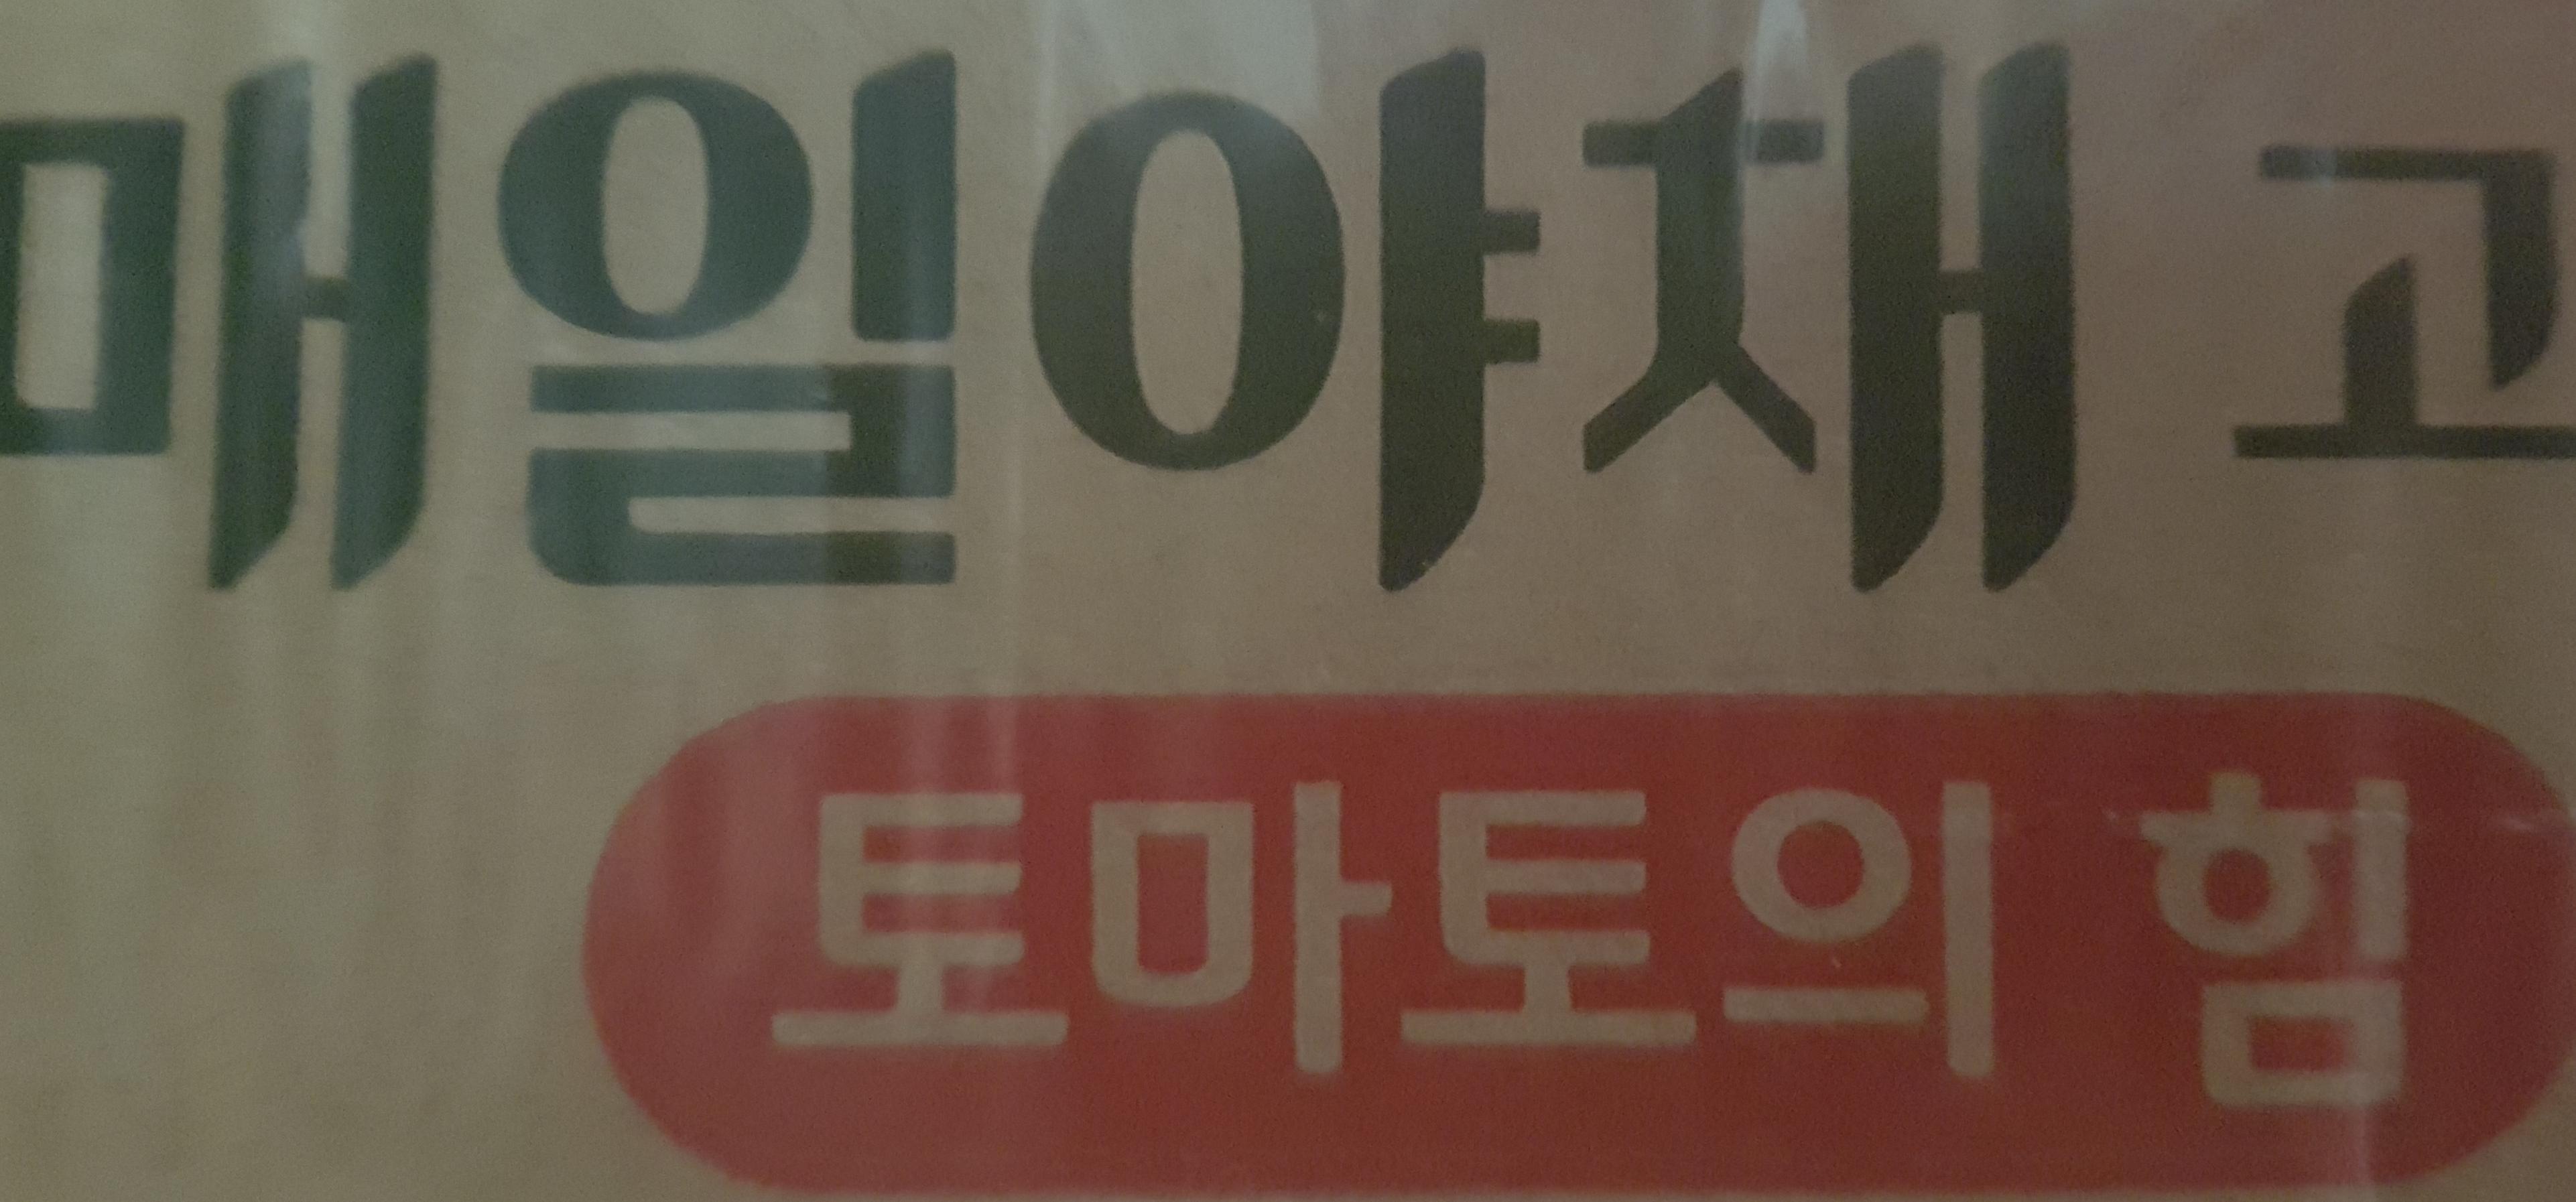 매일야채 고
토마토의 힘